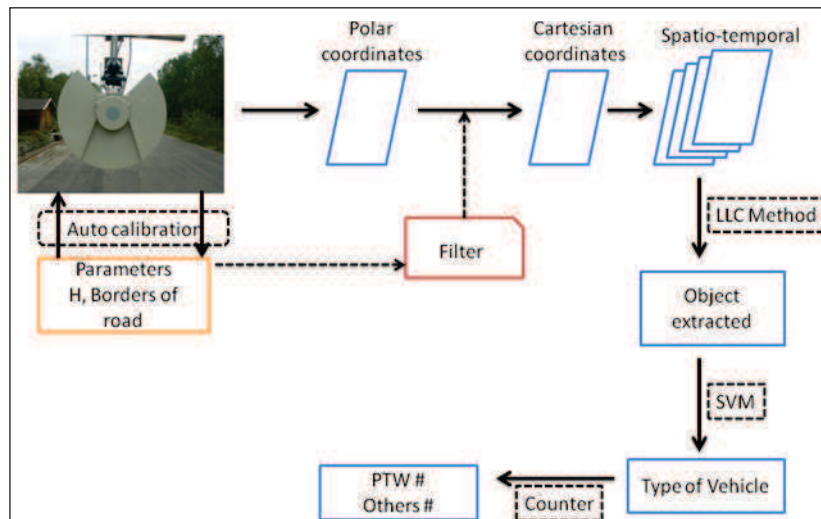 Polar
coordinates
Cartesian
coordinates
Spatio-temporal
Auto calibration
Parameters
H, Borders of
road
Filter
LLC Method
Object
extracted
SVM
Type of Vehicle
Counter
PTW #
Others #